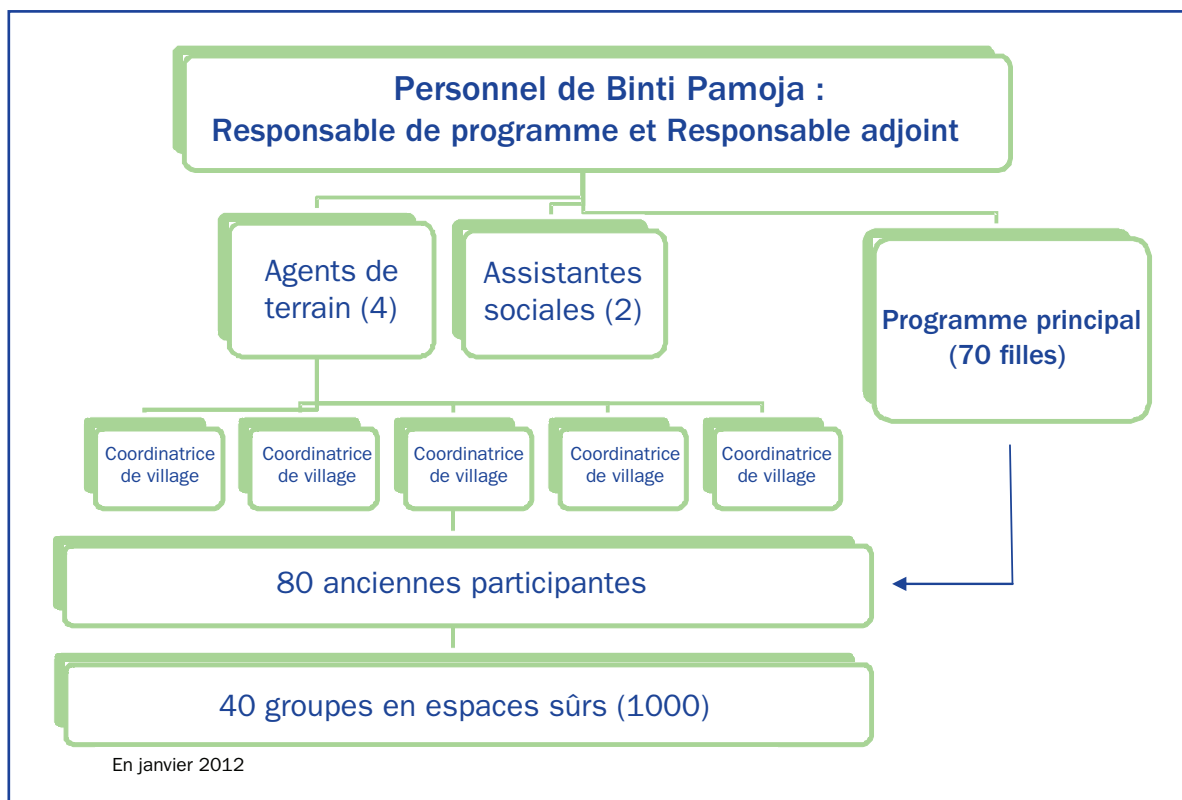 Personnel de Binti Pamoja :
Responsable de programme et Responsable adjoint
Agents de
terrain (4)
Assistantes
sociales (2)
Programme principal
(70 filles)
Coordinatrice
de village
Coordinatrice
de village
Coordinatrice
de village
Coordinatrice
de village
Coordinatrice
de village
80 anciennes participantes
40 groupes en espaces sûrs (1000)
En janvier 2012